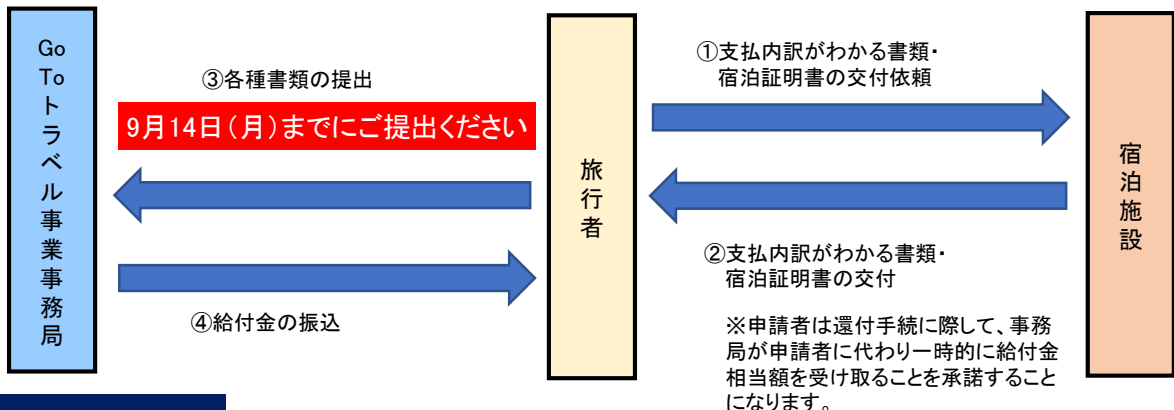 Go
To
トラベル事業事務局
③各種書類の提出
9月14日(月)までにご提出ください
④給付金の振込
旅行者
①支払内訳がわかる書類・
宿泊証明書の交付依頼
②支払内訳がわかる書類・
宿泊証明書の交付
※申請者は還付手続に際して、事務
局が申請者に代わり一時的に給付金
相当額を受け取ることを承諾すること
になります。
宿泊施設